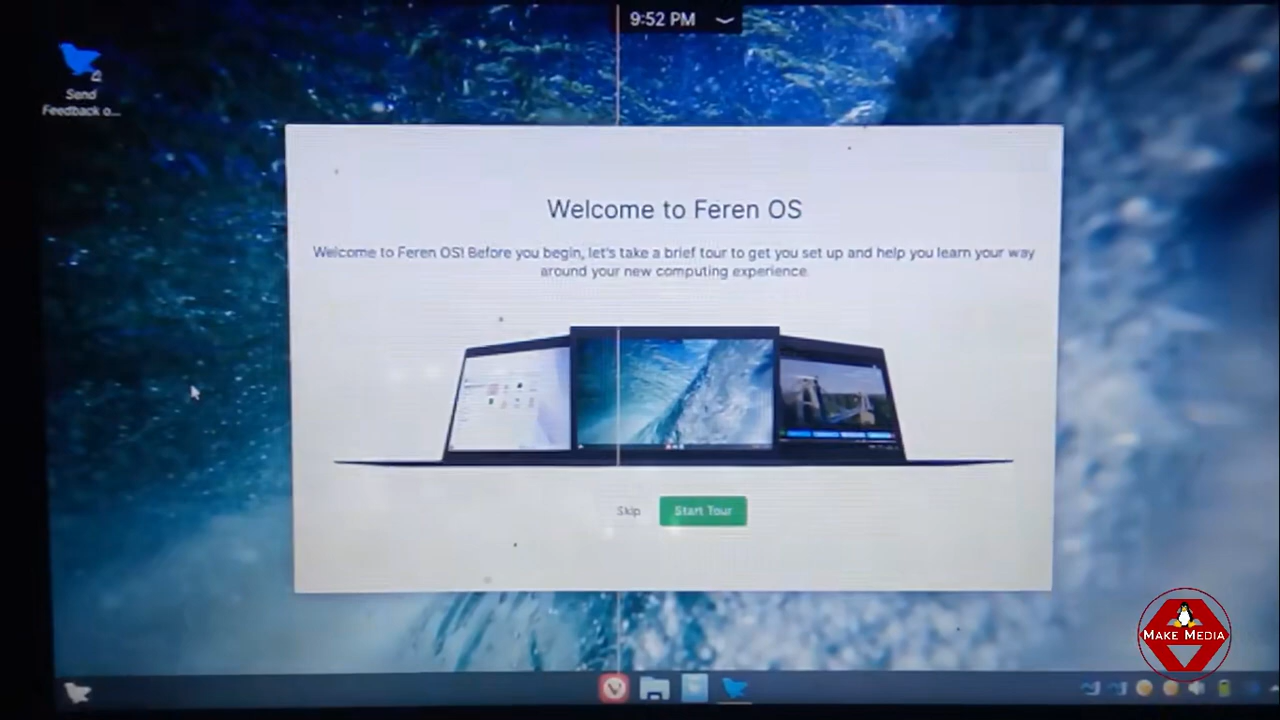 9:52 PM
Send
Feedback o...
Welcome to Feren OS
Welcome to Feren OS! Before you begin, let's take a brief tour to get you set up and help you learn your way
around your new computing experience.
Skip
Start Tour
MAKE MEDIA